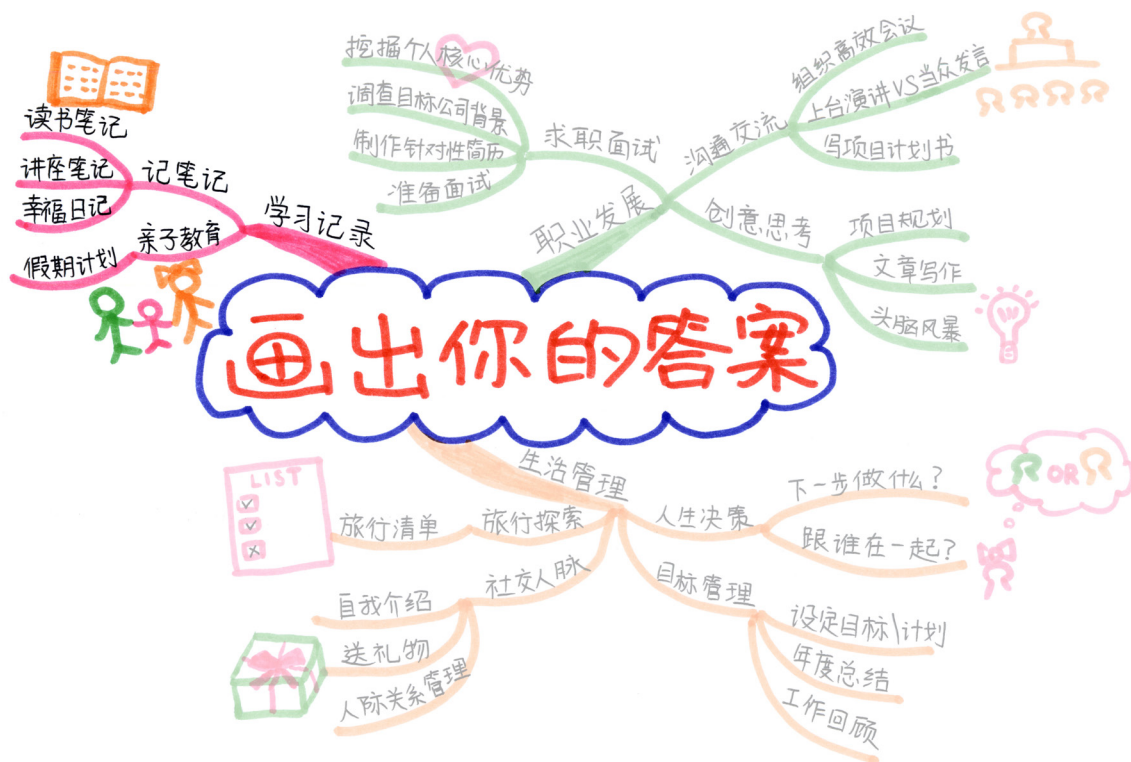 画出你的答案
职业发展
沟通交流
组织高效会议
上台演讲VS当众发言
写项目计划书
创意思考
项目规划
文章写作
头脑风暴
求职面试
挖掘个人核心优势
调查目标公司背景
制作针对性简历
准备面试
生活管理
人生决策
下一步做什么?
跟谁在一起?
OR
目标管理
设定目标\计划
年度总结
工作回顾
社交人脉
自我介绍
送礼物
人际关系管理
旅行探索
旅行清单
LIST
学习记录
亲子教育
假期计划
记笔记
读书笔记
讲座笔记
幸福日记